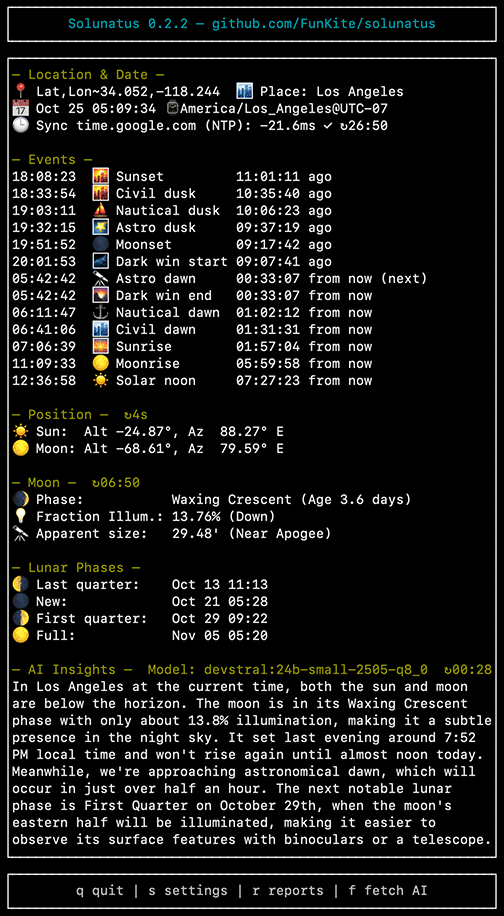 Solunatus 0.2.2 — github.com/FunKite/solunatus
— Location & Date —
📍 Lat,Lon~34.052,-118.244  🏙️ Place: Los Angeles
📅 Oct 25 05:09:34 ⌚America/Los_Angeles@UTC-07
🕒 Sync time.google.com (NTP): -21.6ms ✓ ↻26:50
— Events —
18:08:23  🌇 Sunset         11:01:11 ago
18:33:54  🌆 Civil dusk     10:35:40 ago
19:03:11  ⛵ Nautical dusk  10:06:23 ago
19:32:15  🌠 Astro dusk     09:37:19 ago
19:51:52  🌑 Moonset        09:17:42 ago
20:01:53  🌌 Dark win start 09:07:41 ago
05:42:42  🔭 Astro dawn     00:33:07 from now (next)
05:42:42  🌄 Dark win end   00:33:07 from now
06:11:47  ⚓ Nautical dawn  01:02:12 from now
06:41:06  🏙️ Civil dawn     01:31:31 from now
07:06:39  🌅 Sunrise        01:57:04 from now
11:09:33  🌕 Moonrise       05:59:58 from now
12:36:58  ☀️ Solar noon     07:27:23 from now
— Position —  ↻4s
☀️ Sun:  Alt -24.87°, Az  88.27° E
🌕 Moon: Alt -68.61°, Az  79.59° E
— Moon —  ↻06:50
🌒 Phase:           Waxing Crescent (Age 3.6 days)
💡 Fraction Illum.: 13.76% (Down)
🔭 Apparent size:   29.48' (Near Apogee)
— Lunar Phases —
🌗 Last quarter:    Oct 13 11:13
🌑 New:             Oct 21 05:28
🌓 First quarter:   Oct 29 09:22
🌕 Full:            Nov 05 05:20
— AI Insights —  Model: devstral:24b-small-2505-q8_0  ↻00:28
In Los Angeles at the current time, both the sun and moon
are below the horizon. The moon is in its Waxing Crescent
phase with only about 13.8% illumination, making it a subtle
presence in the night sky. It set last evening around 7:52
PM local time and won't rise again until almost noon today.
Meanwhile, we're approaching astronomical dawn, which will
occur in just over half an hour. The next notable lunar
phase is First Quarter on October 29th, when the moon's
eastern half will be illuminated, making it easier to
observe its surface features with binoculars or a telescope.
q quit | s settings | r reports | f fetch AI